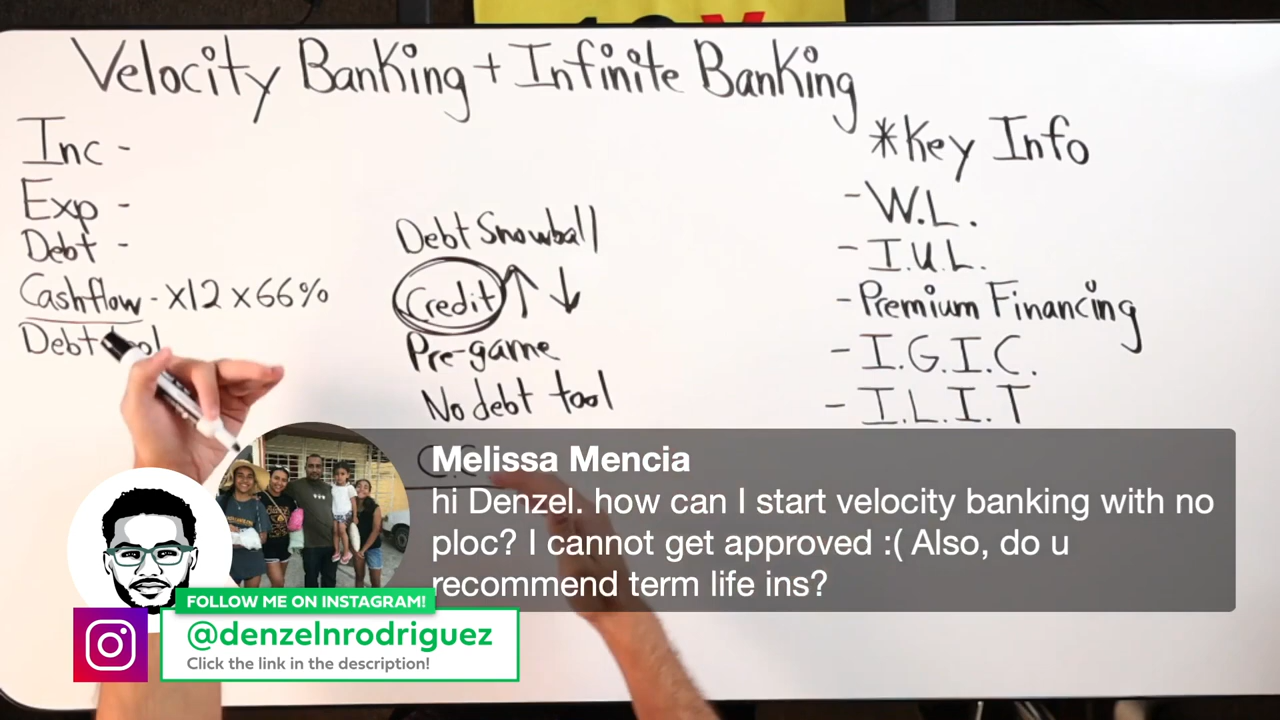 Velocity Banking + Infinite Banking
Inc -
Exp -
Debt -
Cashflow - x12 x 66%
Debt
Debt Snowball
Credit ↑ ↓
Pre-game
No debt tool
*Key Info
- W.L.
- I.U.L.
- Premium Financing
- I.G.I.C.
- I.L.I.T
Melissa Mencia
hi Denzel. how can I start velocity banking with no
ploc? I cannot get approved :( Also, do u
recommend term life ins?
FOLLOW ME ON INSTAGRAM!
@denzelnrodriguez
Click the link in the description!